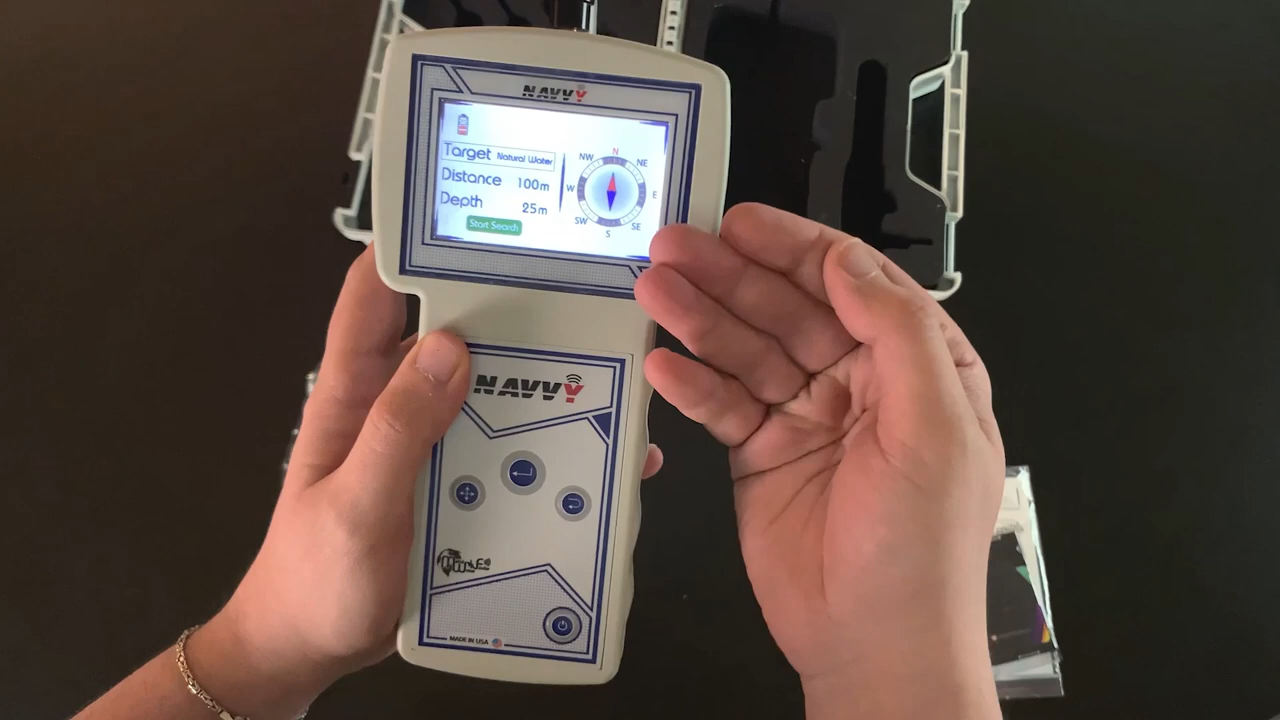 NAVVY
Target Natural Water
Distance 100m
Depth 25m
Start Search
N
NE
E
SE
S
SW
W
NW
NAVVY
MADE IN USA